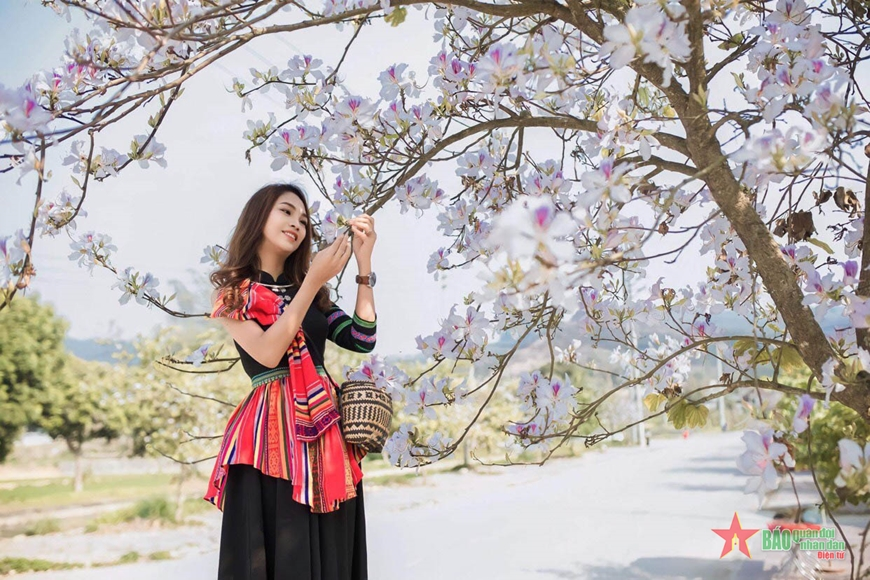 BÁO quân đội
nhân dân
Điện tử